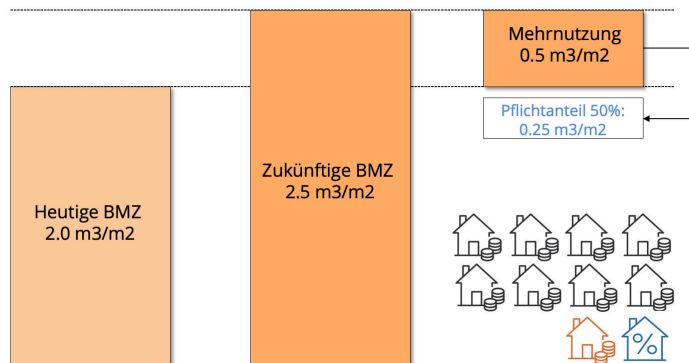 Mehrnutzung
0.5 m3/m2
Pflichtanteil 50%:
0.25 m3/m2
Zukünftige BMZ
2.5 m3/m2
Heutige BMZ
2.0 m3/m2
%